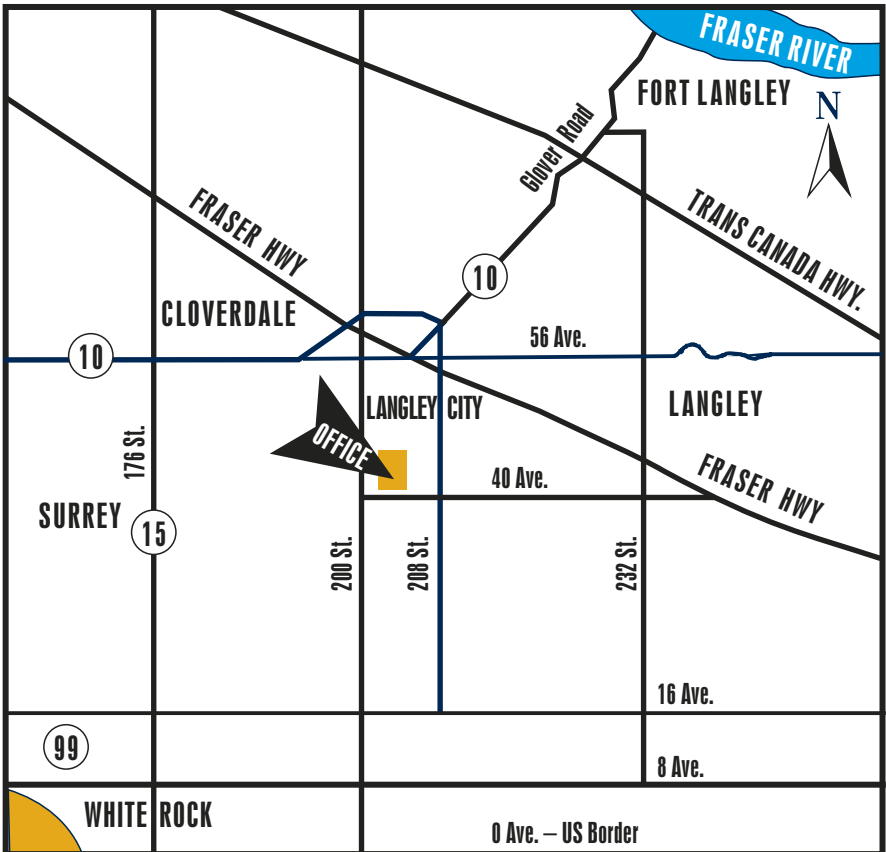 FRASER RIVER
FORT LANGLEY
N
Glover Road
FRASER HWY
TRANS CANADA HWY.
10
CLOVERDALE
56 Ave.
10
LANGLEY CITY
LANGLEY
OFFICE
176 St.
40 Ave.
FRASER HWY
SURREY
15
200 St.
208 St.
232 St.
16 Ave.
99
8 Ave.
WHITE ROCK
0 Ave. – US Border